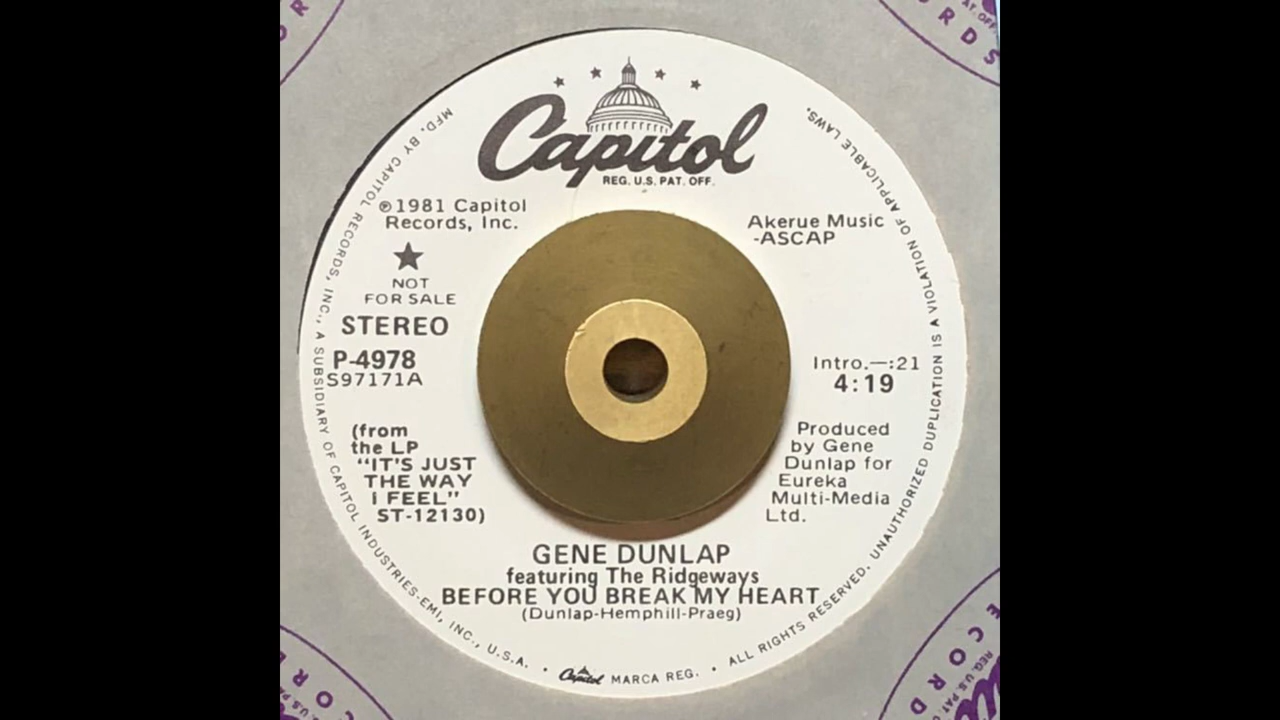 Capitol
REG. U.S. PAT. OFF.
℗1981 Capitol
Records, Inc.
★
NOT
FOR SALE
STEREO
P-4978
S97171A
(from
the LP
"IT'S JUST
THE WAY
I FEEL"
ST-12130)
Akerue Music
-ASCAP
Intro.—:21
4:19
Produced
by Gene
Dunlap for
Eureka
Multi-Media
Ltd.
GENE DUNLAP
featuring The Ridgeways
BEFORE YOU BREAK MY HEART
(Dunlap-Hemphill-Praeg)
MFD. BY CAPITOL RECORDS, INC., A SUBSIDIARY OF CAPITOL INDUSTRIES-EMI, INC., U.S.A. • Capitol MARCA REG. • ALL RIGHTS RESERVED. UNAUTHORIZED DUPLICATION IS A VIOLATION OF APPLICABLE LAWS.